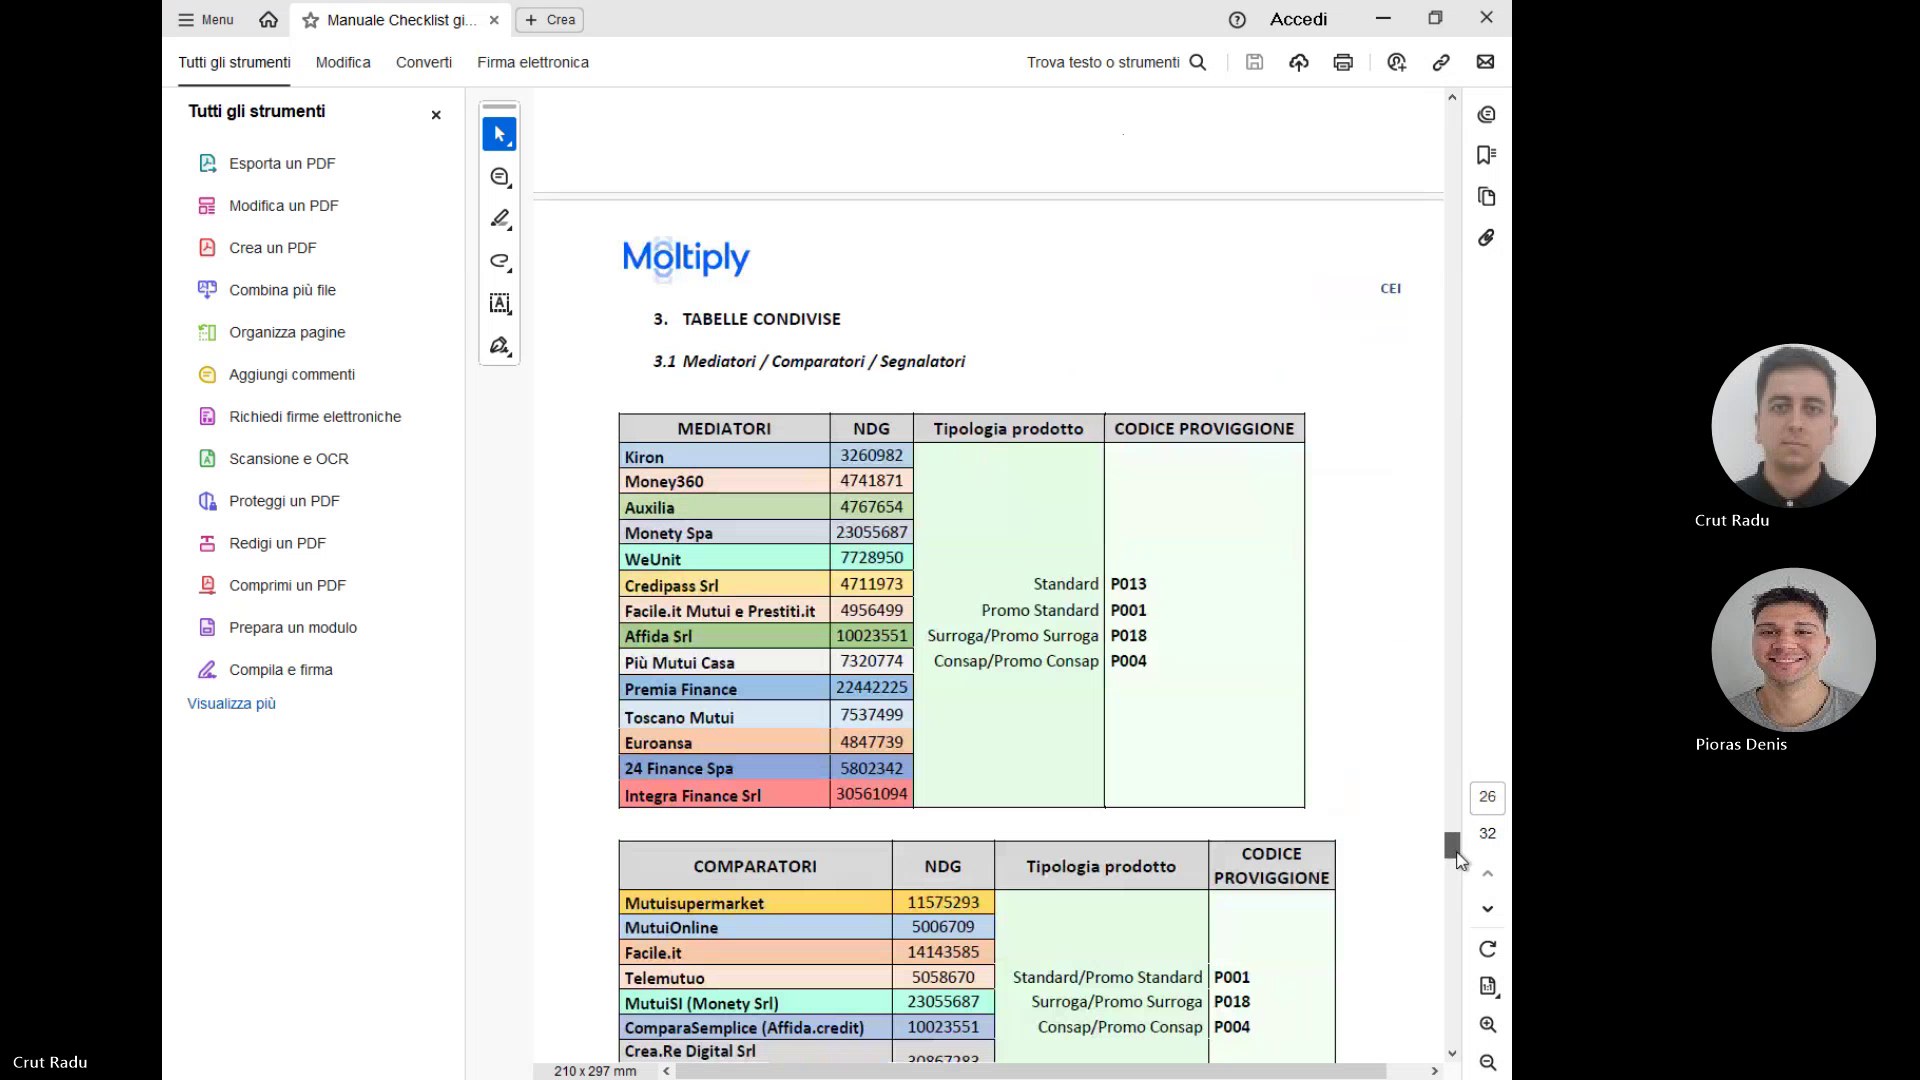 Menu
Manuale Checklist gi...
Crea
Accedi
Tutti gli strumenti
Modifica
Converti
Firma elettronica
Trova testo o strumenti
Tutti gli strumenti
Esporta un PDF
Modifica un PDF
Crea un PDF
Combina più file
Organizza pagine
Aggiungi commenti
Richiedi firme elettroniche
Scansione e OCR
Proteggi un PDF
Redigi un PDF
Comprimi un PDF
Prepara un modulo
Compila e firma
Visualizza più
Moltiply
CEI
3. TABELLE CONDIVISE
3.1 Mediatori / Comparatori / Segnalatori
MEDIATORI NDG Tipologia prodotto CODICE PROVIGGIONE
Kiron 3260982
Money360 4741871
Auxilia 4767654
Monety Spa 23055687
WeUnit 7728950
Credipass Srl 4711973 Standard P013
Facile.it Mutui e Prestiti.it 4956499 Promo Standard P001
Affida Srl 10023551 Surroga/Promo Surroga P018
Più Mutui Casa 7320774 Consap/Promo Consap P004
Premia Finance 22442225
Toscano Mutui 7537499
Euroansa 4847739
24 Finance Spa 5802342
Integra Finance Srl 30561094
COMPARATORI NDG Tipologia prodotto CODICE
PROVIGGIONE
Mutuisupermarket 11575293
MutuiOnline 5006709
Facile.it 14143585
Telemutuo 5058670 Standard/Promo Standard P001
MutuiSI (Monety Srl) 23055687 Surroga/Promo Surroga P018
ComparaSemplice (Affida.credit) 10023551 Consap/Promo Consap P004
Crea.Re Digital Srl
30867283
210 x 297 mm
26
32
Crut Radu
Pioras Denis
Crut Radu